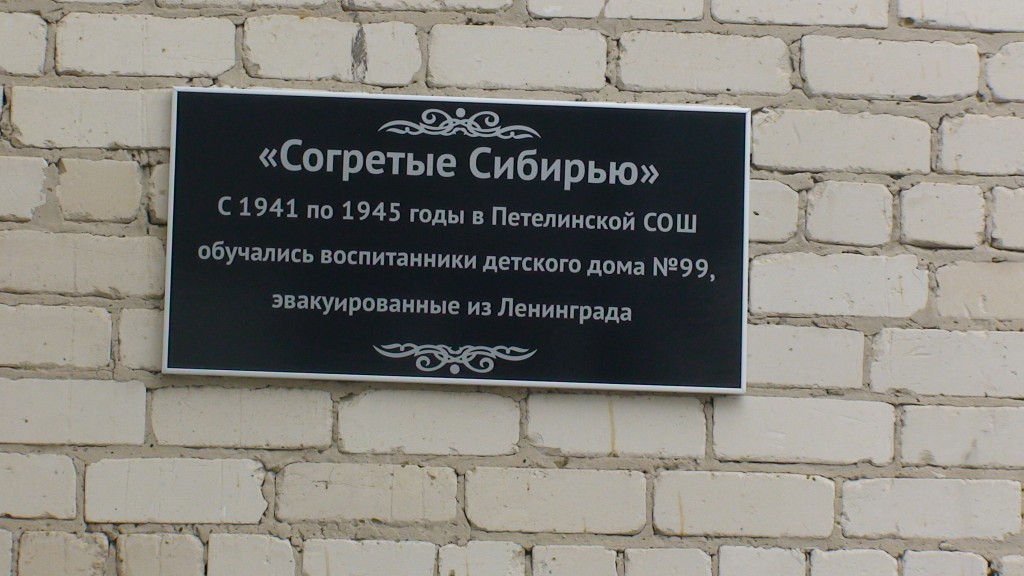 «Согретые Сибирью»
С 1941 по 1945 годы в Петелинской СОШ
обучались воспитанники детского дома №99,
эвакуированные из Ленинграда